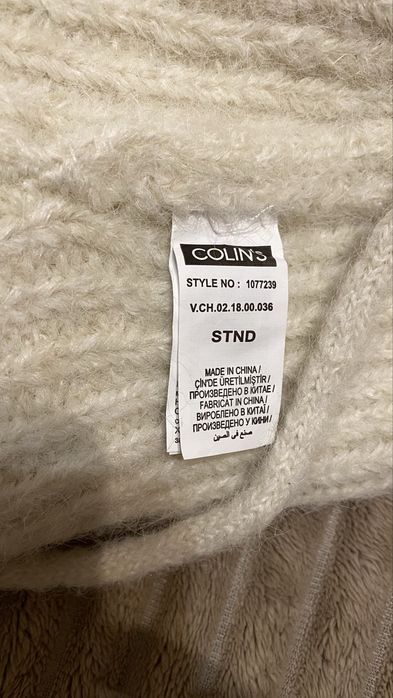 COLIN'S
STYLE NO : 1077239
V.CH.02.18.00.036
STND
MADE IN CHINA /
ÇİN'DE ÜRETİLMİŞTİR /
ПРОИЗВЕДЕНО В КИТАЕ /
FABRICAT IN CHINA /
ВИРОБЛЕНО В КИТАЇ /
ПРОИЗВЕДЕНО У КИНИ /
صنع في الصين